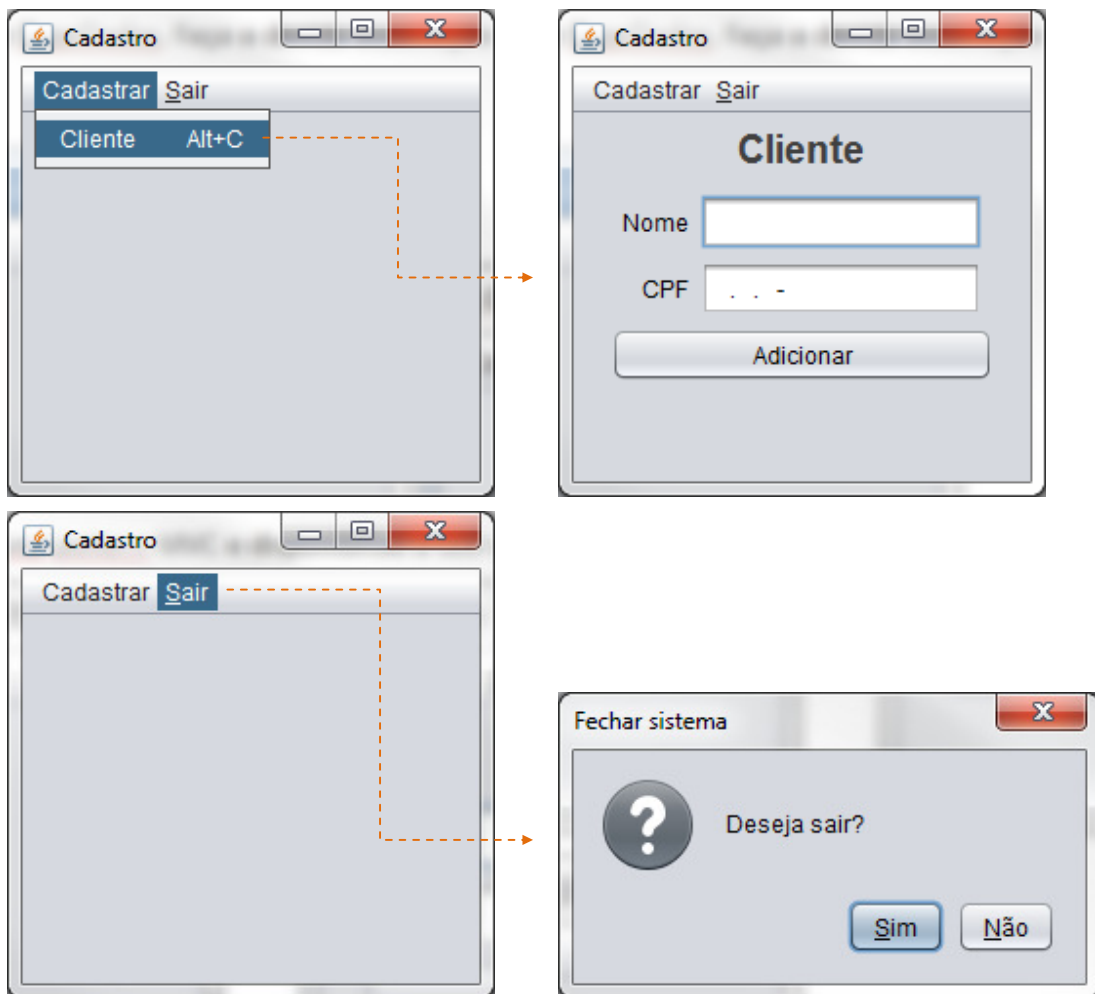 Cadastro
Cadastrar Sair
Cliente Alt+C
Cadastro
Cadastrar Sair
Cliente
Nome
CPF . . -
Adicionar
Cadastro
Cadastrar Sair
Fechar sistema
?
Deseja sair?
Sim Não